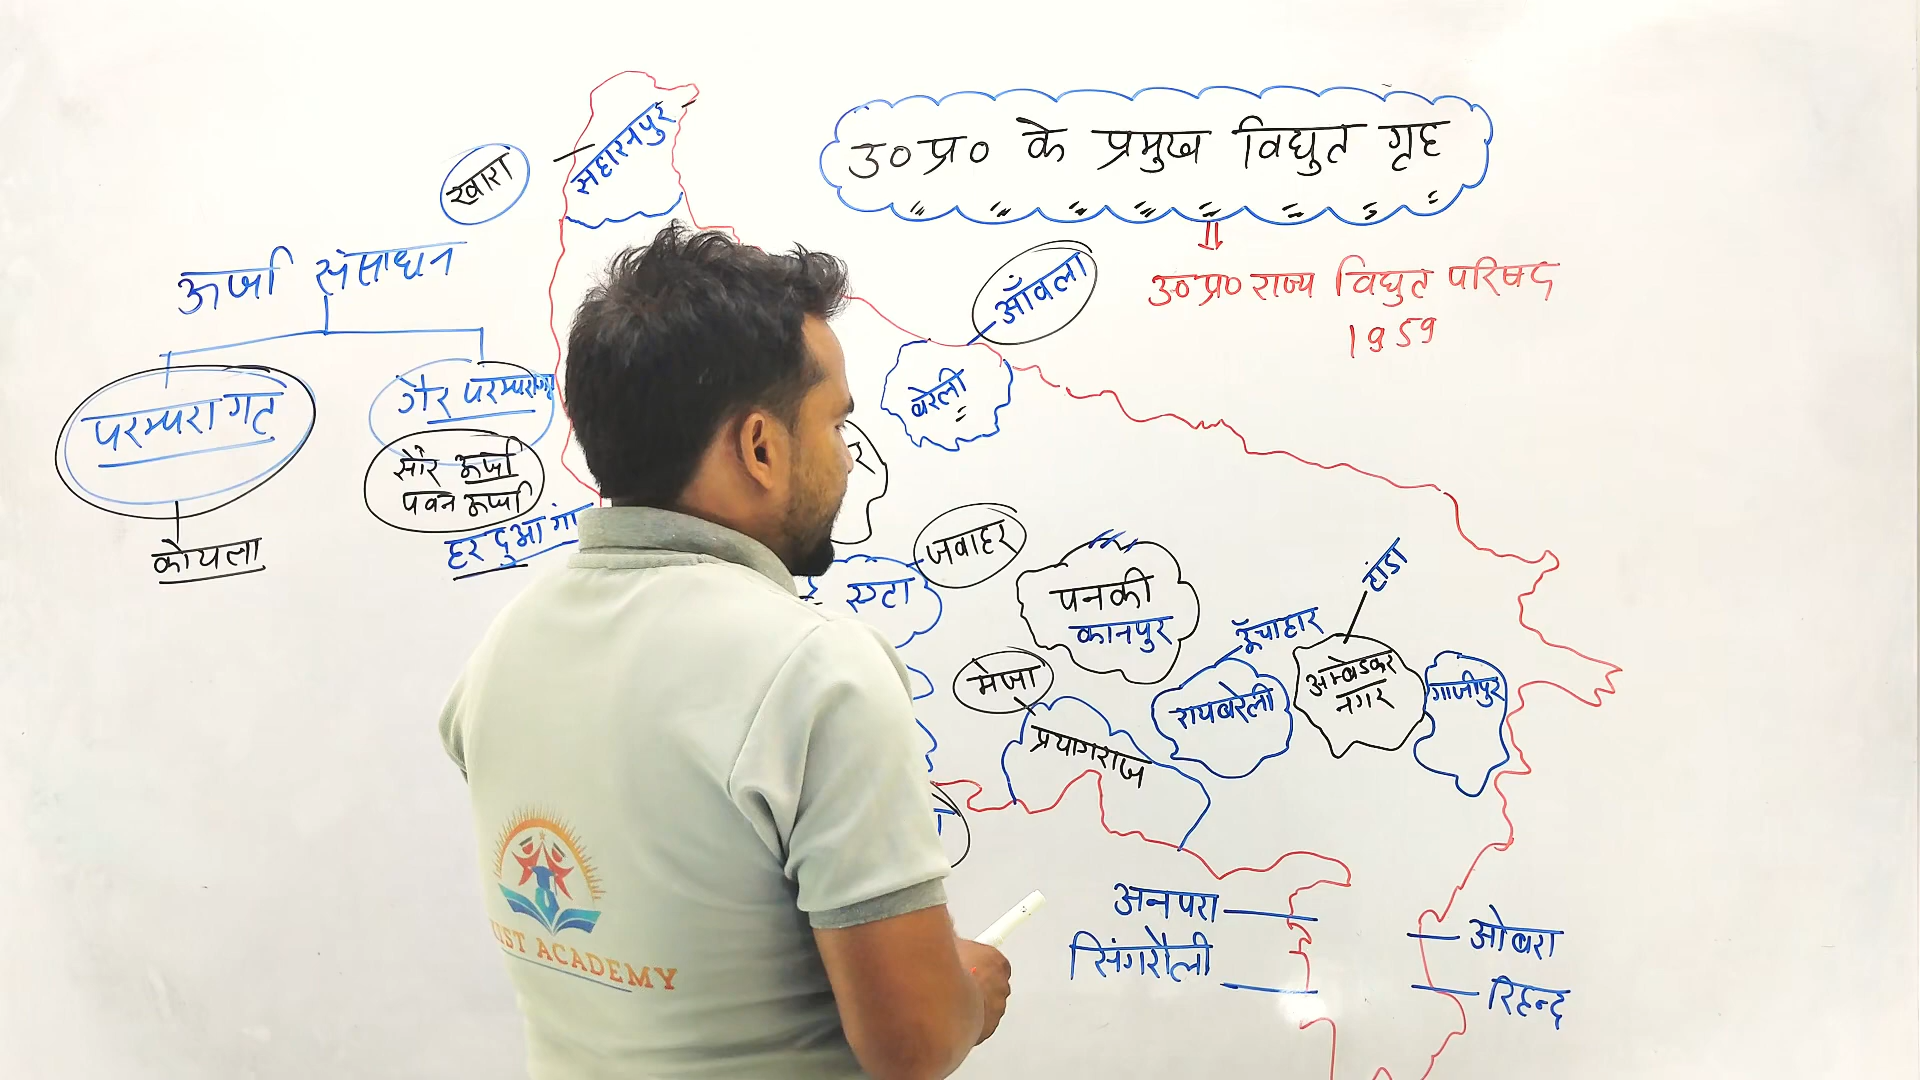 उ०प्र० के प्रमुख विद्युत गृह
उ०प्र० राज्य विद्युत परिषद
1959
सहारनपुर
खारा
ऊर्जा संसाधन
परम्परागत
गैर परम्परागत
सौर ऊर्जा
पवन ऊर्जा
कोयला
हरदुआगं
आँवला
बरेली
जवाहर
एटा
पनकी
कानपुर
टांडा
ऊँचाहार
मेजा
प्रयागराज
रायबरेली
अम्बेडकर
नगर
गाजीपुर
अनपरा
सिंगरौली
ओबरा
रिहन्द
ACADEMY